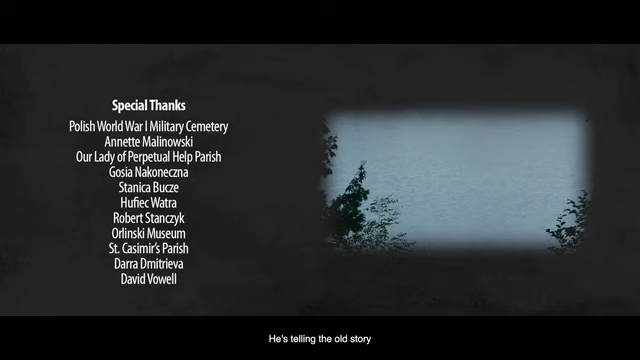 Special Thanks
Polish World War I Military Cemetery
Annette Malinowski
Our Lady of Perpetual Help Parish
Gosia Nakoneczna
Stanica Bucze
Hufiec Watra
Robert Stanczyk
Orlinski Museum
St. Casimir's Parish
Darra Dmitrieva
David Vowell
He's telling the old story